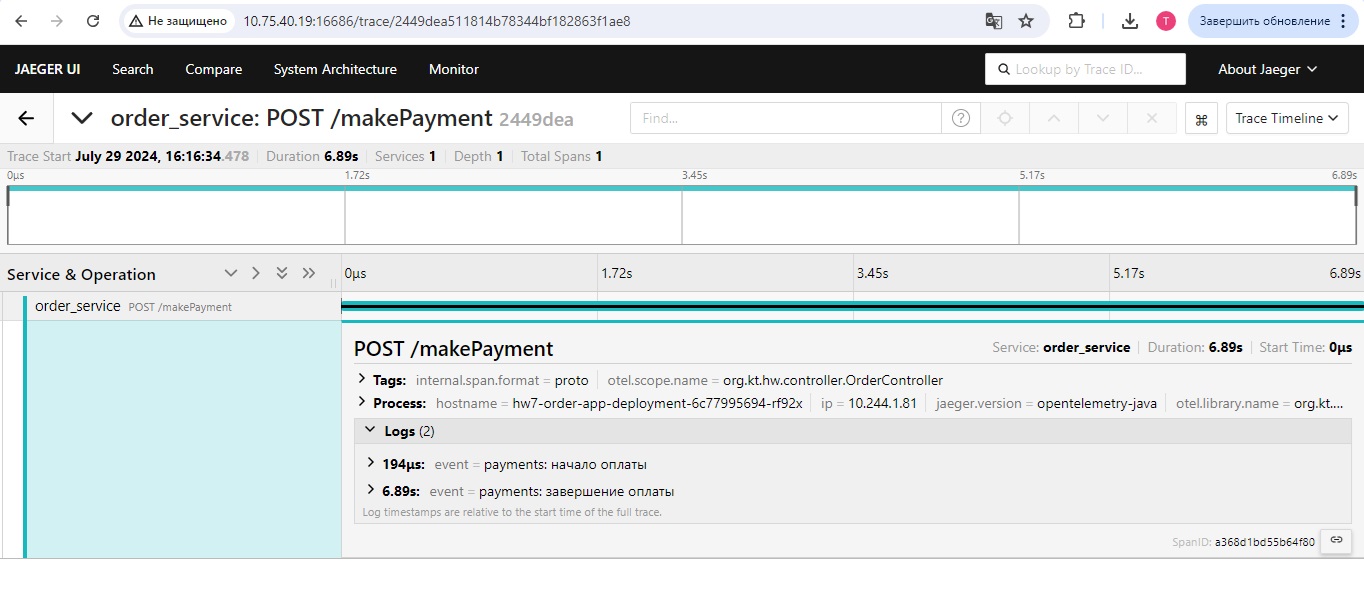 Не защищено 10.75.40.19:16686/trace/2449dea511814b78344bf182863f1ae8 T Завершить обновление
JAEGER UI Search Compare System Architecture Monitor Lookup by Trace ID... About Jaeger
order_service: POST /makePayment 2449dea Find... ? ⌘ Trace Timeline
Trace Start July 29 2024, 16:16:34.478 Duration 6.89s Services 1 Depth 1 Total Spans 1
0μs 1.72s 3.45s 5.17s 6.89s
Service & Operation 0μs 1.72s 3.45s 5.17s 6.89s
order_service POST /makePayment
POST /makePayment Service: order_service Duration: 6.89s Start Time: 0μs
Tags: internal.span.format = proto otel.scope.name = org.kt.hw.controller.OrderController
Process: hostname = hw7-order-app-deployment-6c77995694-rf92x ip = 10.244.1.81 jaeger.version = opentelemetry-java otel.library.name = org.kt....
Logs (2)
194μs: event = payments: начало оплаты
6.89s: event = payments: завершение оплаты
Log timestamps are relative to the start time of the full trace.
SpanID: a368d1bd55b64f80